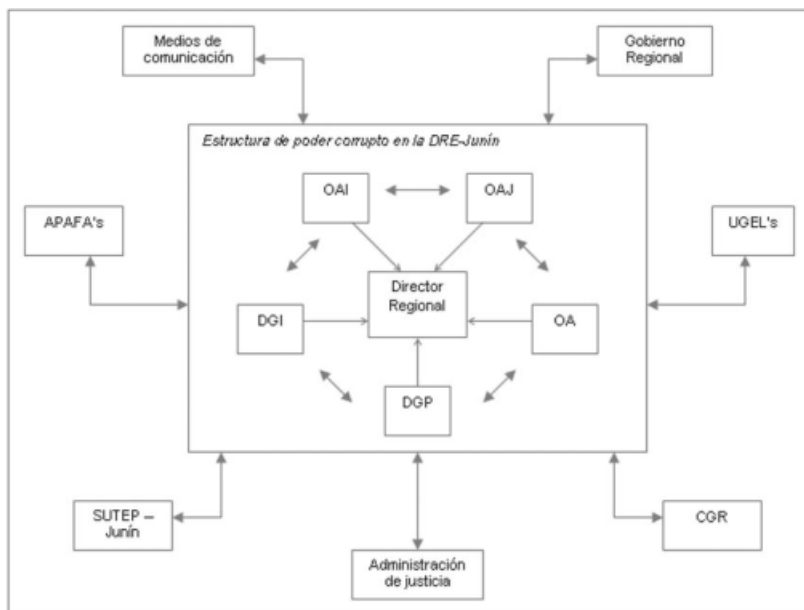 Medios de
comunicación
Gobierno
Regional
Estructura de poder corrupto en la DRE-Junín
OAI
OAJ
APAFA's
UGEL's
Director
Regional
DGI
OA
DGP
SUTEP –
Junín
CGR
Administración
de justicia